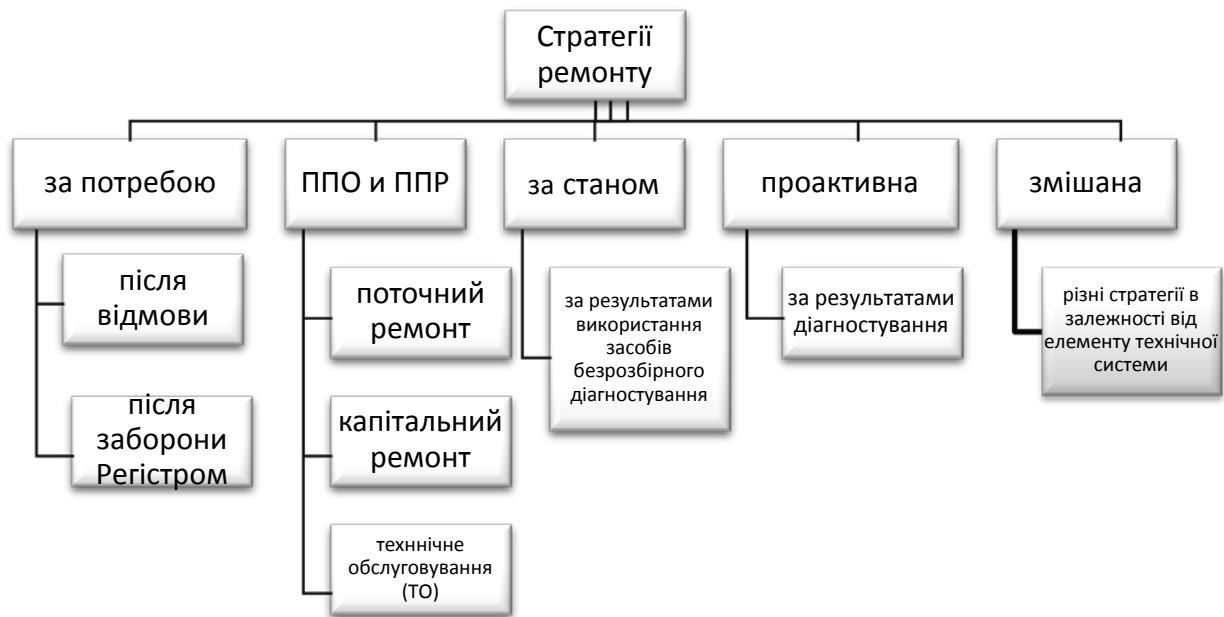 Стратегії
ремонту
за потребою
ППО и ППР
за станом
проактивна
змішана
після
відмови
після
заборони
Регістром
поточний
ремонт
капітальний
ремонт
техннічне
обслуговування
(ТО)
за результатами
використання
засобів
безрозбірного
діагностування
за результатами
діагностування
різні стратегії в
залежності від
елементу технічної
системи